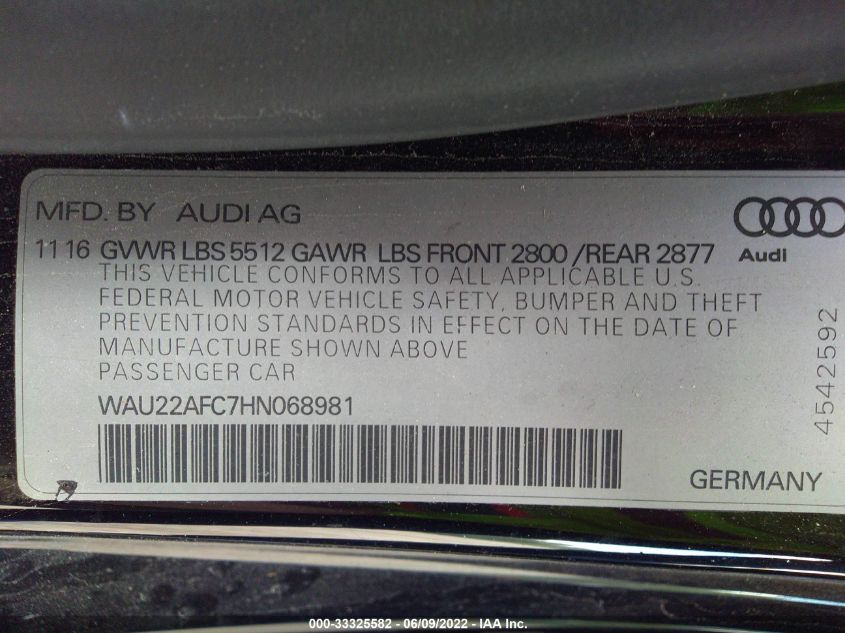 MFD. BY AUDI AG
11 16 GVWR LBS 5512 GAWR LBS FRONT 2800 /REAR 2877
Audi
THIS VEHICLE CONFORMS TO ALL APPLICABLE U.S.
FEDERAL MOTOR VEHICLE SAFETY, BUMPER AND THEFT
PREVENTION STANDARDS IN EFFECT ON THE DATE OF
MANUFACTURE SHOWN ABOVE
PASSENGER CAR
WAU22AFC7HN068981
4542592
GERMANY
000-33325582 - 06/09/2022 - IAA Inc.